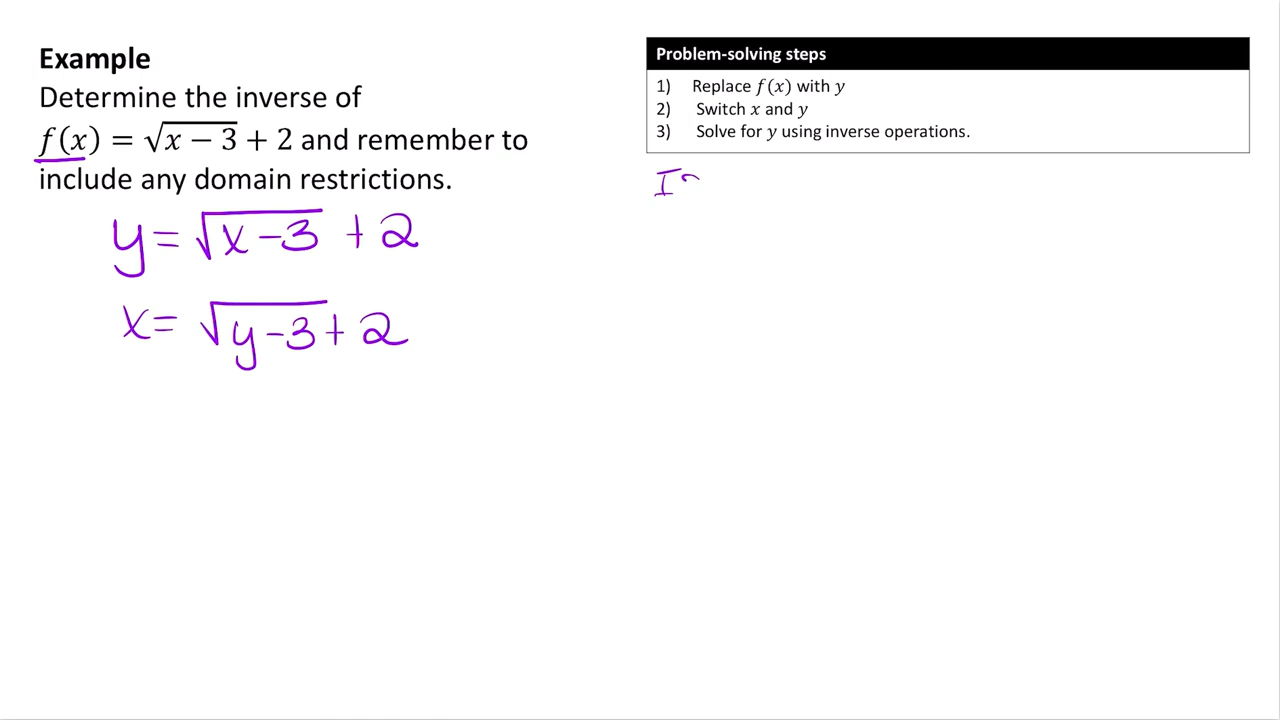 Example
Determine the inverse of
f(x) = √x − 3 + 2 and remember to
include any domain restrictions.
y = √x − 3 + 2
x = √y − 3 + 2
Problem-solving steps
1) Replace f(x) with y
2) Switch x and y
3) Solve for y using inverse operations.